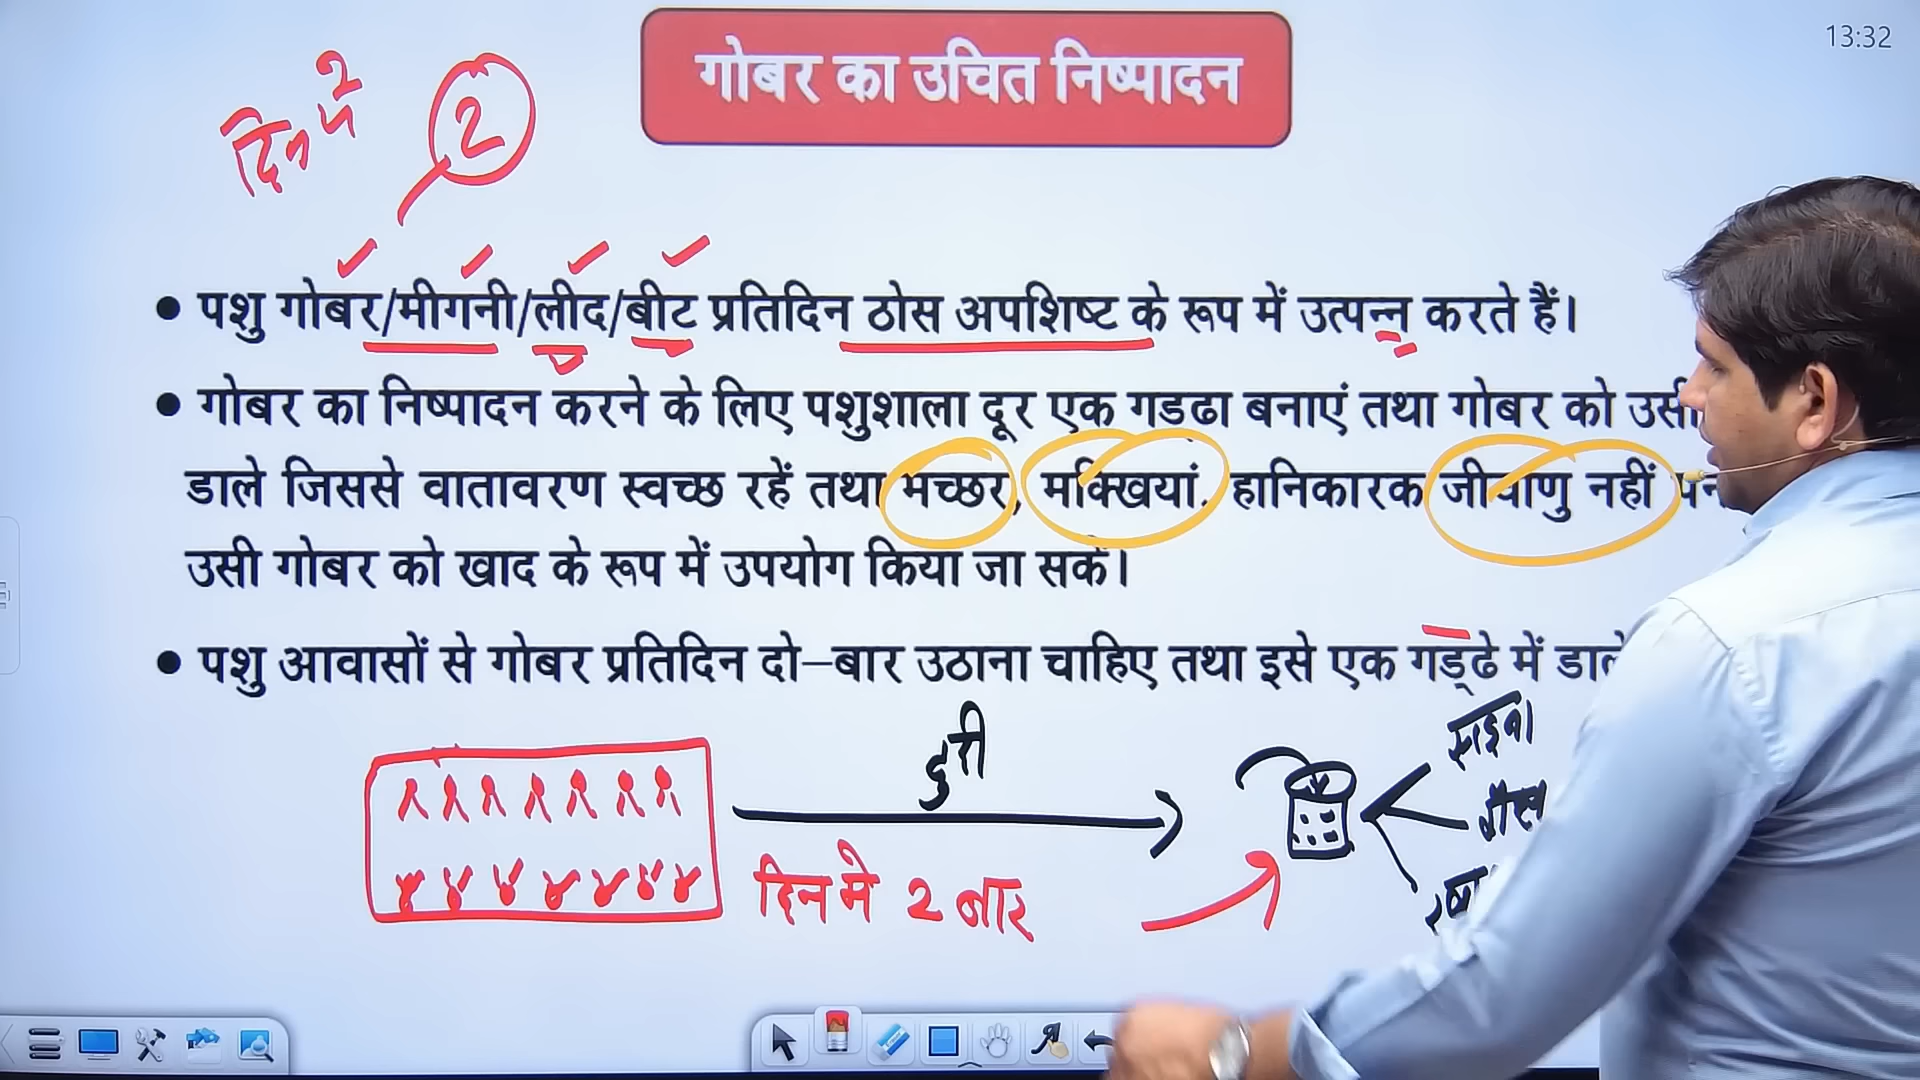 13:32
गोबर का उचित निष्पादन
दिन में 2
2
• पशु गोबर/मीगनी/लीद/बीट प्रतिदिन ठोस अपशिष्ट के रूप में उत्पन्न करते हैं।
• गोबर का निष्पादन करने के लिए पशुशाला दूर एक गडढा बनाएं तथा गोबर को उसी
डाले जिससे वातावरण स्वच्छ रहें तथा मच्छर, मक्खियां, हानिकारक जीवाणु नहीं
उसी गोबर को खाद के रूप में उपयोग किया जा सकें।
• पशु आवासों से गोबर प्रतिदिन दो–बार उठाना चाहिए तथा इसे एक गड्ढे में
दुरी
दिन मे 2 बार